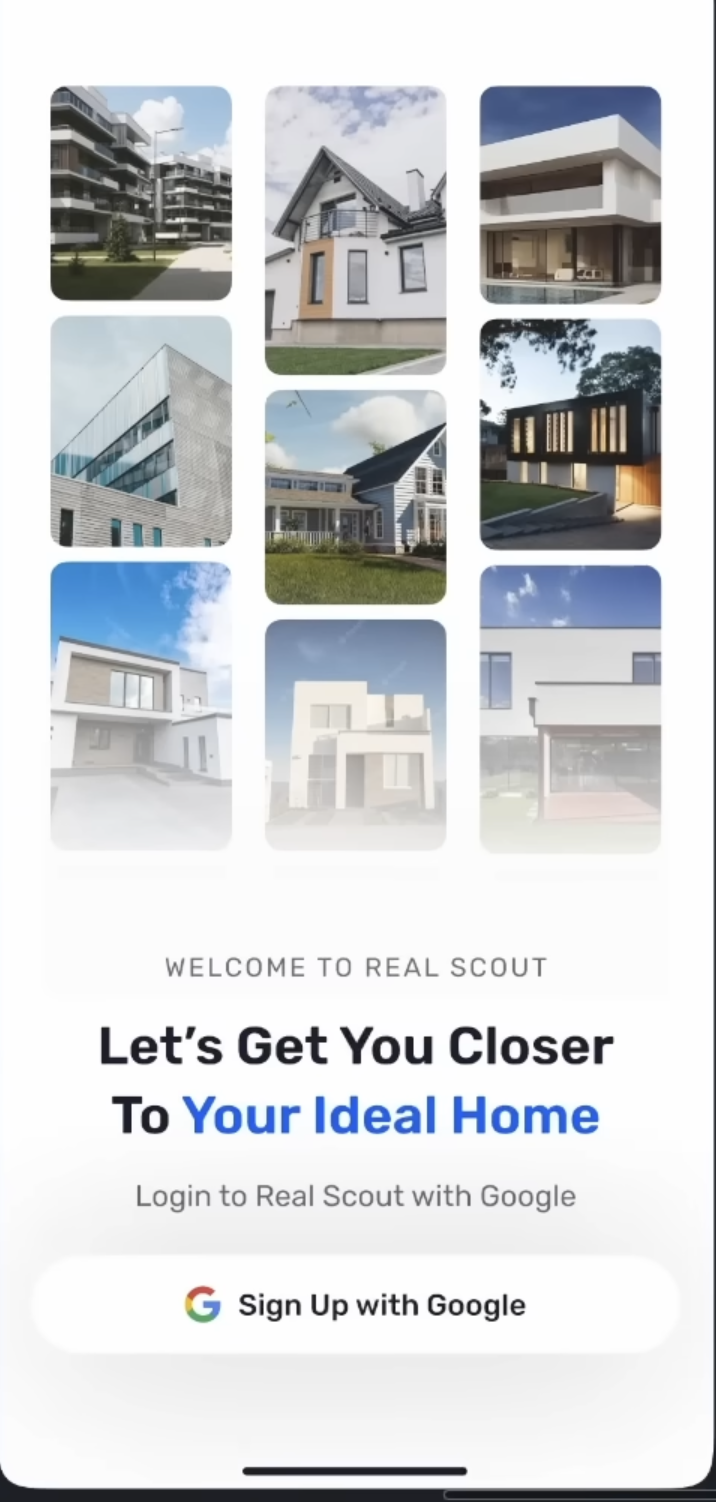 WELCOME TO REAL SCOUT
Let’s Get You Closer
To Your Ideal Home
Login to Real Scout with Google
Sign Up with Google